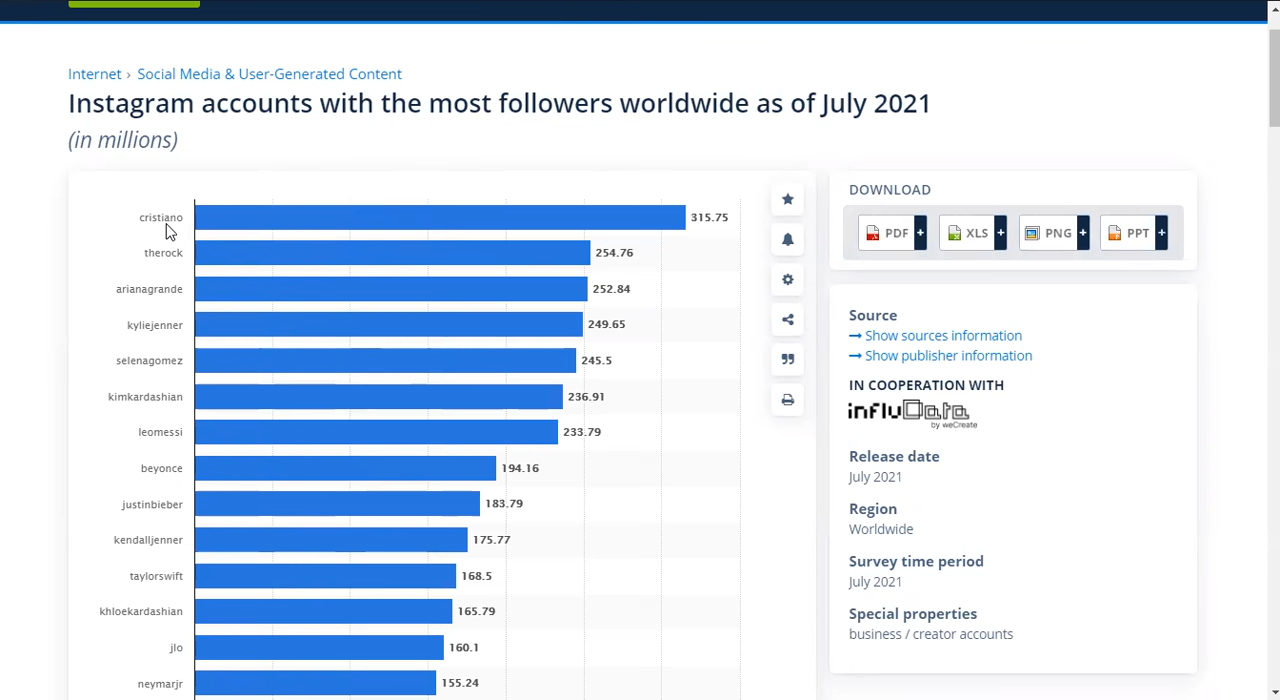 Internet › Social Media & User-Generated Content
Instagram accounts with the most followers worldwide as of July 2021
(in millions)
cristiano 315.75
therock 254.76
arianagrande 252.84
kyliejenner 249.65
selenagomez 245.5
kimkardashian 236.91
leomessi 233.79
beyonce 194.16
justinbieber 183.79
kendalljenner 175.77
taylorswift 168.5
khloekardashian 165.79
jlo 160.1
neymarjr 155.24
DOWNLOAD
PDF + XLS + PNG + PPT +
Source
→ Show sources information
→ Show publisher information
IN COOPERATION WITH
influData
by weCreate
Release date
July 2021
Region
Worldwide
Survey time period
July 2021
Special properties
business / creator accounts